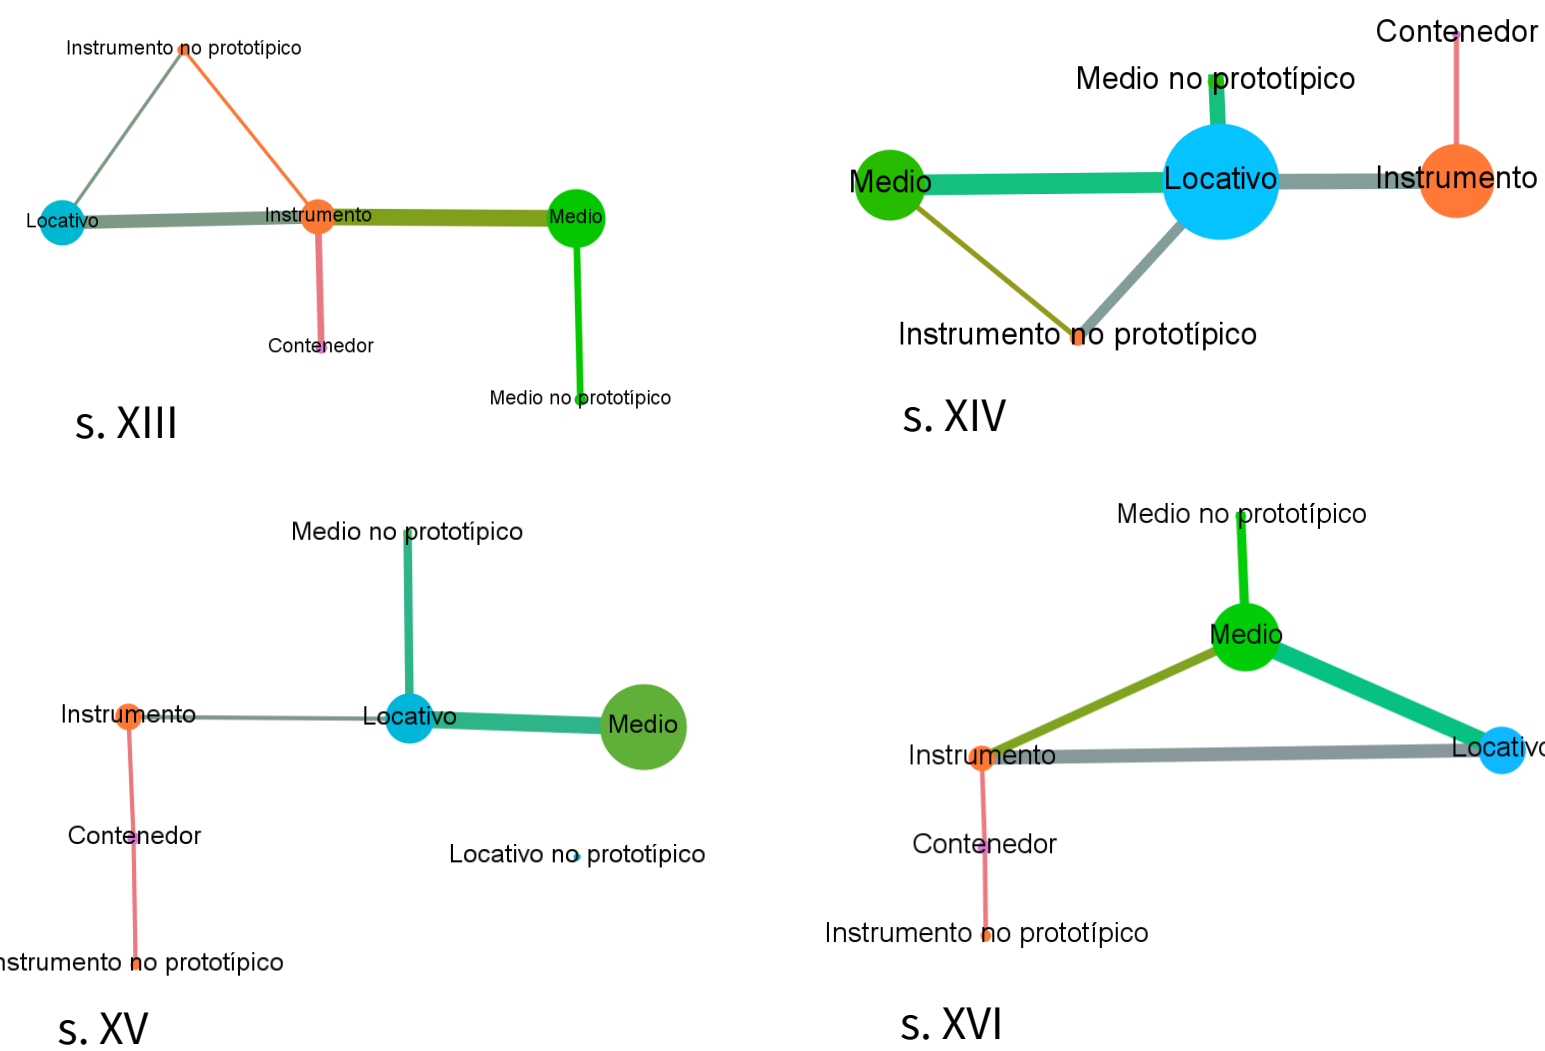 Instrumento no prototípico
Locativo
Instrumento
Medio
Contenedor
Medio no prototípico
s. XIII
Contenedor
Medio no prototípico
Medio
Locativo
Instrumento
Instrumento no prototípico
s. XIV
Medio no prototípico
Instrumento
Locativo
Medio
Contenedor
Locativo no prototípico
nstrumento no prototípico
s. XV
Medio no prototípico
Medio
Instrumento
Locativo
Contenedor
Instrumento no prototípico
s. XVI